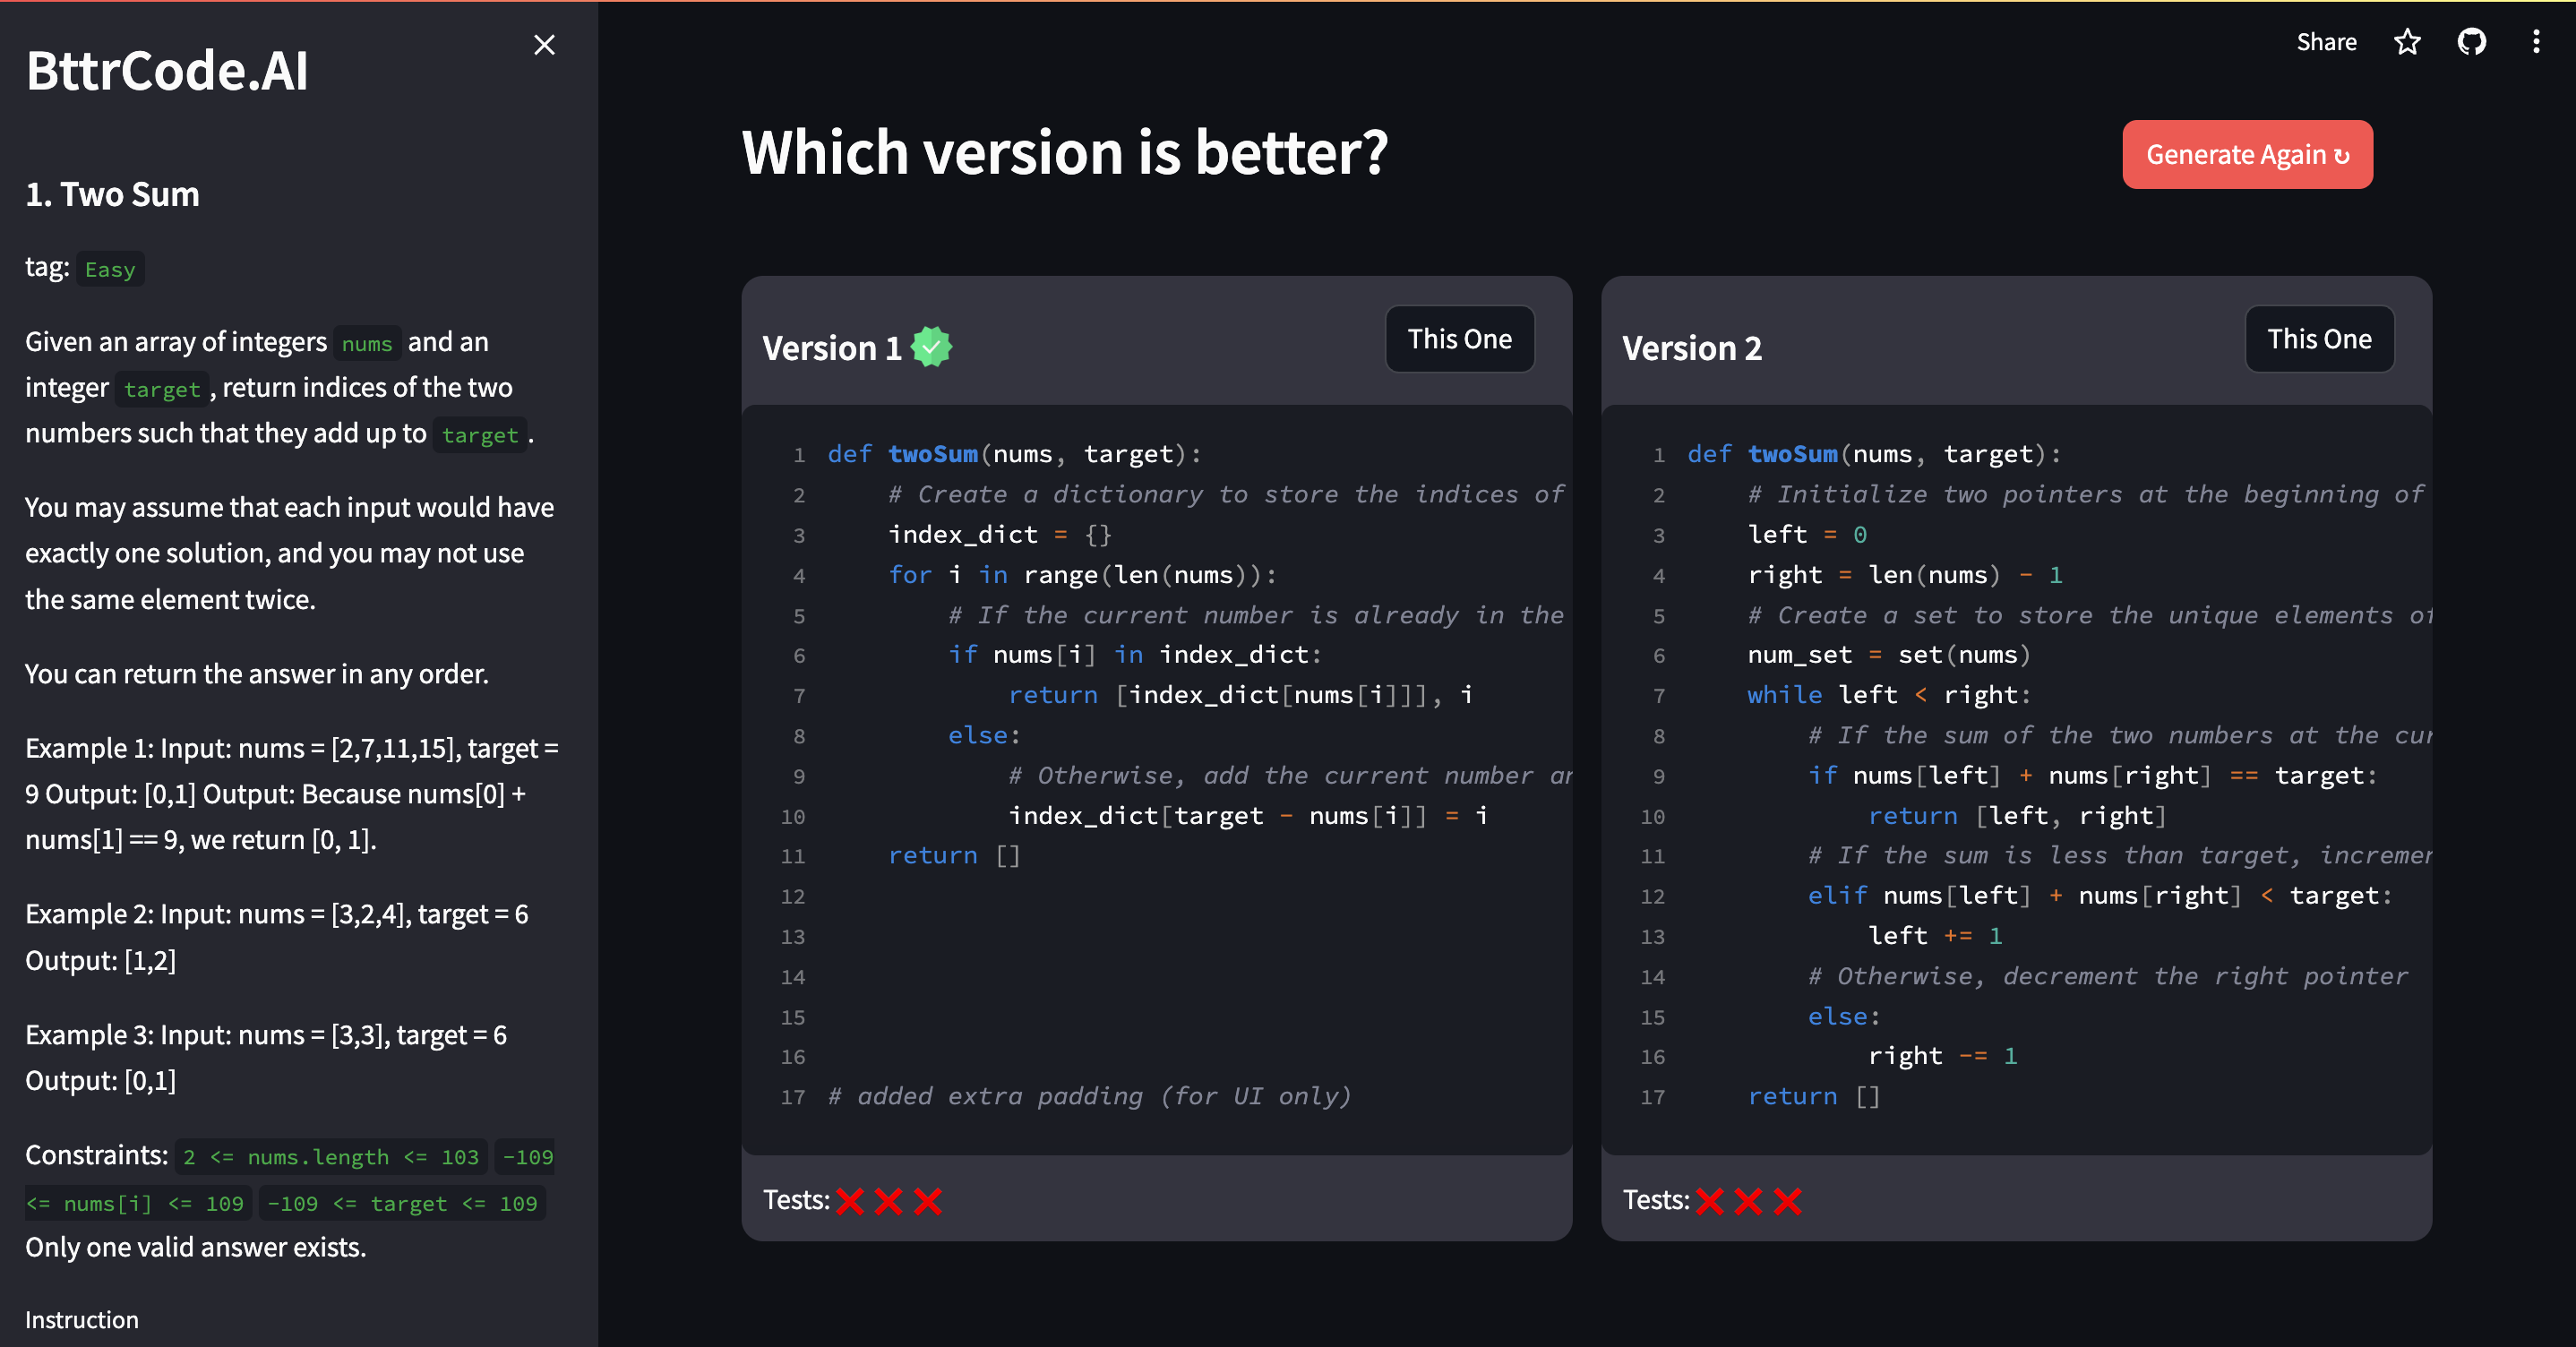 BttrCode.AI
1. Two Sum
tag: Easy
Given an array of integers nums and an
integer target , return indices of the two
numbers such that they add up to target .
You may assume that each input would have
exactly one solution, and you may not use
the same element twice.
You can return the answer in any order.
Example 1: Input: nums = [2,7,11,15], target =
9 Output: [0,1] Output: Because nums[0] +
nums[1] == 9, we return [0, 1].
Example 2: Input: nums = [3,2,4], target = 6
Output: [1,2]
Example 3: Input: nums = [3,3], target = 6
Output: [0,1]
Constraints: 2 <= nums.length <= 103 -109
<= nums[i] <= 109 -109 <= target <= 109
Only one valid answer exists.
Instruction
Share
Which version is better?
Generate Again ↻
Version 1
This One
1 def twoSum(nums, target):
2     # Create a dictionary to store the indices of
3     index_dict = {}
4     for i in range(len(nums)):
5         # If the current number is already in the
6         if nums[i] in index_dict:
7             return [index_dict[nums[i]]], i
8         else:
9             # Otherwise, add the current number
10             index_dict[target - nums[i]] = i
11     return []
12
13
14
15
16
17 # added extra padding (for UI only)
Tests: ❌ ❌ ❌
Version 2
This One
1 def twoSum(nums, target):
2     # Initialize two pointers at the beginning of
3     left = 0
4     right = len(nums) - 1
5     # Create a set to store the unique elements of
6     num_set = set(nums)
7     while left < right:
8         # If the sum of the two numbers at the
9         if nums[left] + nums[right] == target:
10             return [left, right]
11         # If the sum is less than target,
12         elif nums[left] + nums[right] < target:
13             left += 1
14         # Otherwise, decrement the right pointer
15         else:
16             right -= 1
17     return []
Tests: ❌ ❌ ❌